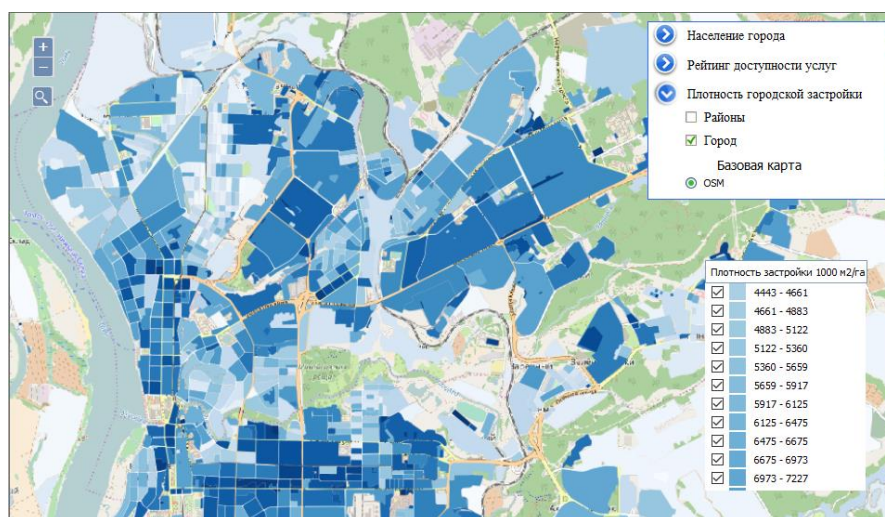 Население города
Рейтинг доступности услуг
Плотность городской застройки
Районы
Город
Базовая карта
OSM
Плотность застройки 1000 м2/га
4443 - 4661
4661 - 4883
4883 - 5122
5122 - 5360
5360 - 5659
5659 - 5917
5917 - 6125
6125 - 6475
6475 - 6675
6675 - 6973
6973 - 7227